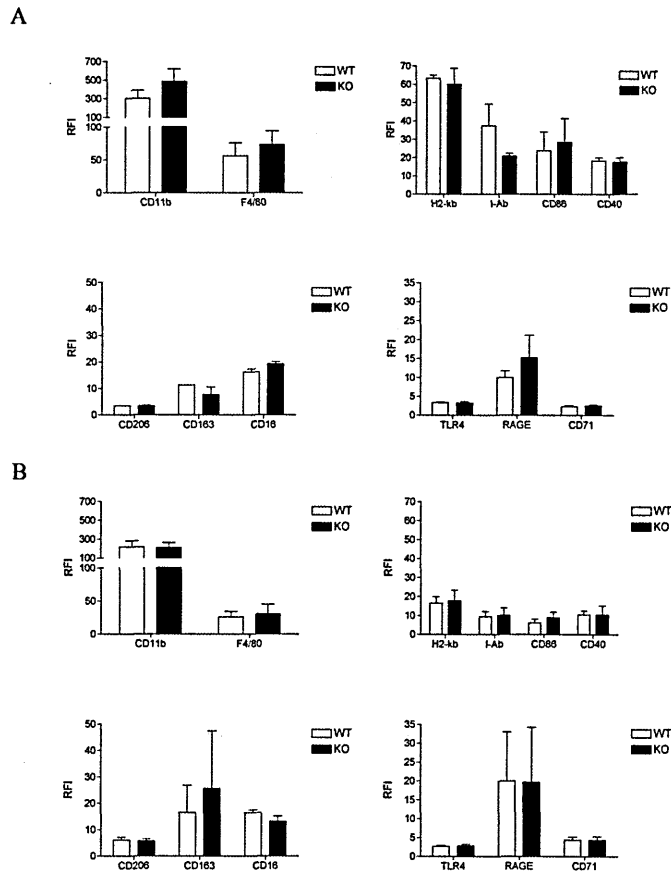 A
700
500
300
100
100
50
0
RFI
CD11b F4/80
WT
KO
70
60
50
40
30
20
10
0
RFI
H2-kb I-Ab CD86 CD40
WT
KO
50
40
30
20
10
0
RFI
CD206 CD163 CD16
WT
KO
35
30
25
20
15
10
5
0
RFI
TLR4 RAGE CD71
WT
KO
B
700
500
300
100
100
50
0
RFI
CD11b F4/80
WT
KO
70
60
50
40
30
20
10
0
RFI
H2-kb I-Ab CD86 CD40
WT
KO
50
40
30
20
10
0
RFI
CD206 CD163 CD16
WT
KO
35
30
25
20
15
10
5
0
RFI
TLR4 RAGE CD71
WT
KO